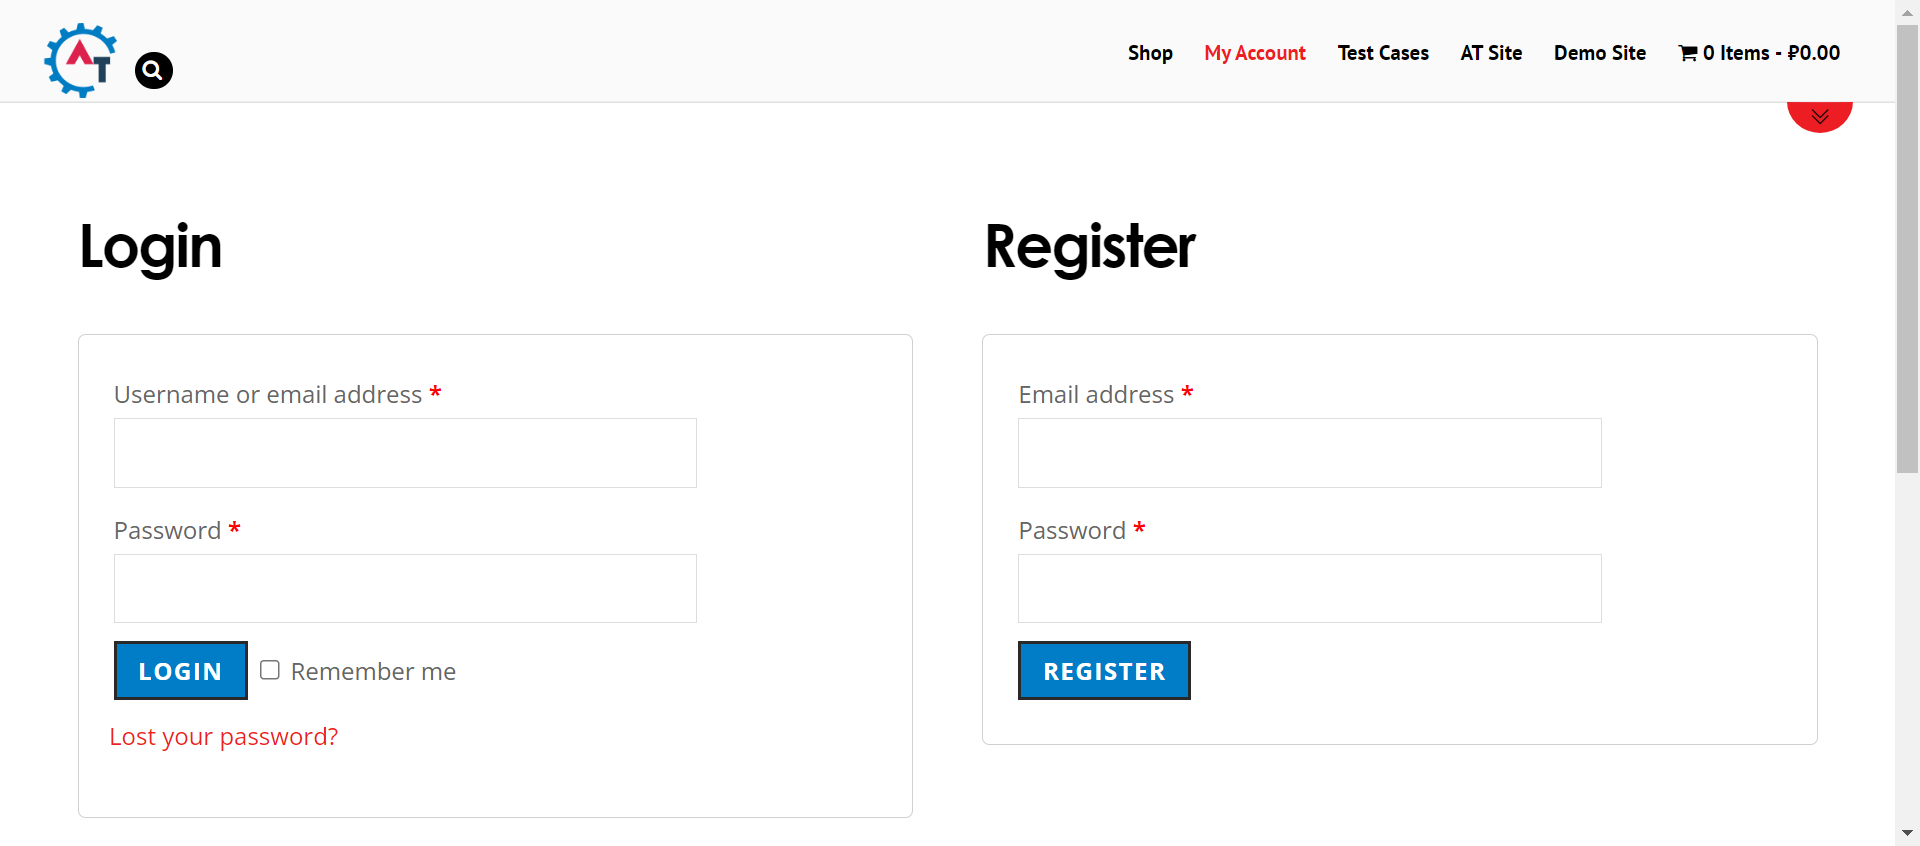 AT
Shop My Account Test Cases AT Site Demo Site 0 Items - ₽0.00
Login
Username or email address *
Password *
LOGIN Remember me
Lost your password?
Register
Email address *
Password *
REGISTER